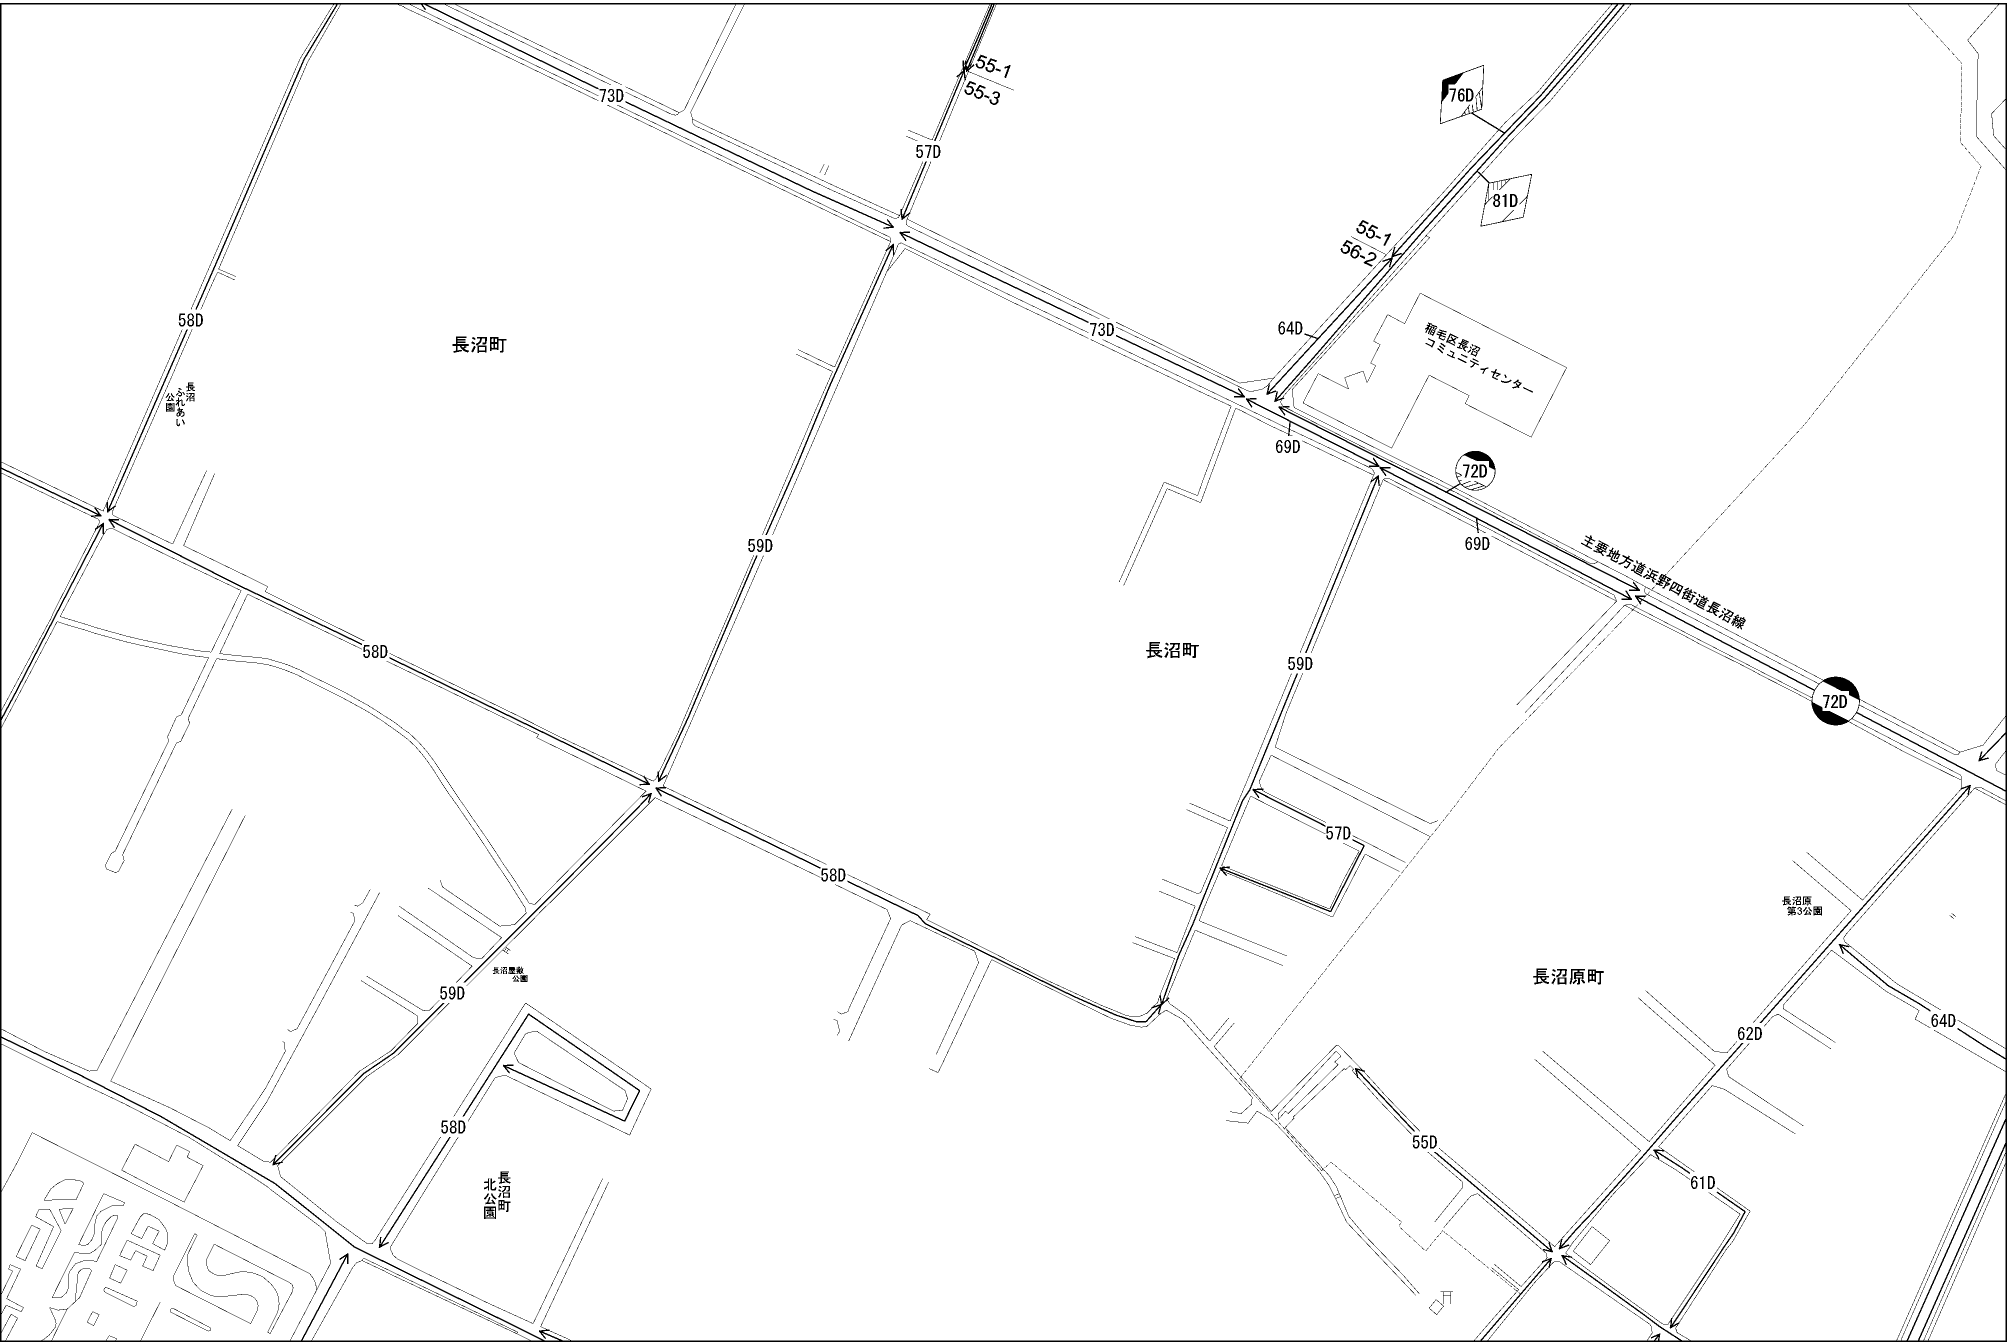 73D
55-1
55-3
57D
76D
81D
55-1
56-2
58D
長沼町
73D
64D
稲毛区長沼
コミュニティセンター
長沼
ふれあい
公園
69D
72D
69D
59D
主要地方道浜野四街道長沼線
58D
長沼町
59D
72D
57D
58D
長沼原
第3公園
長沼屋敷
公園
59D
長沼原町
64D
62D
58D
55D
長沼町
北公園
61D